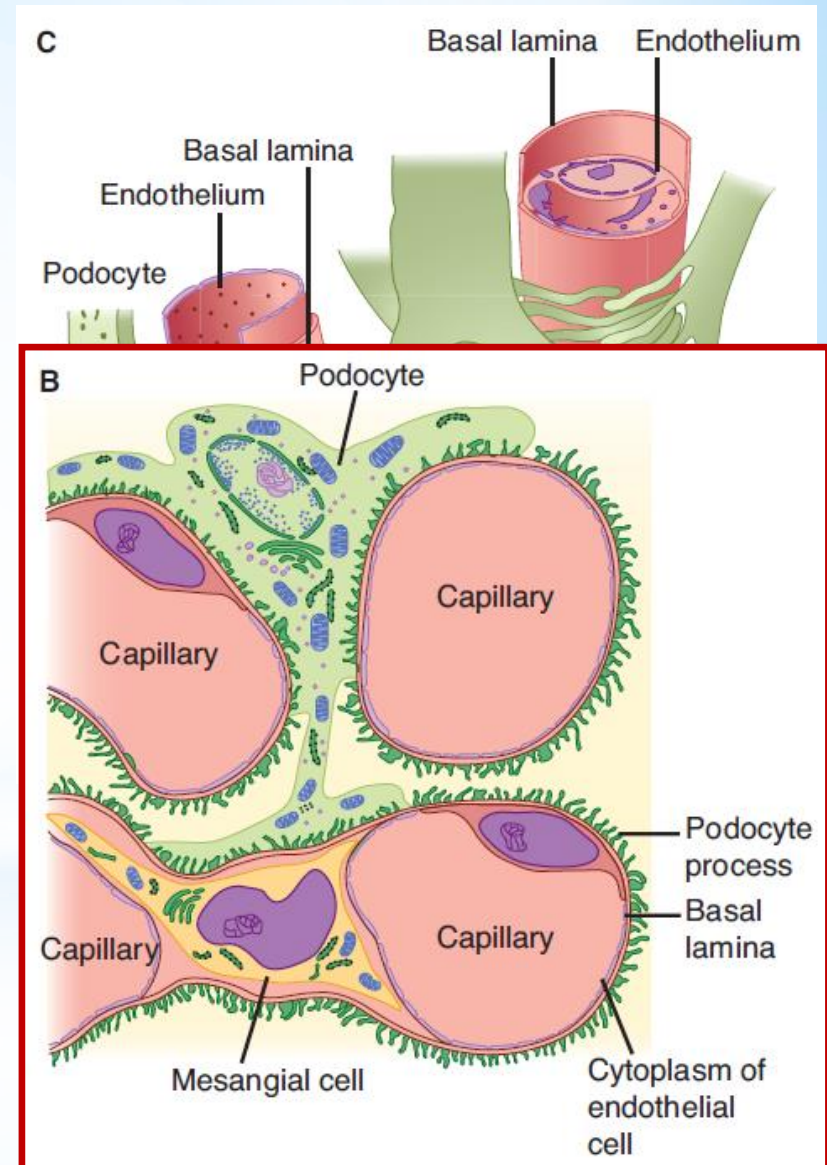 C
Basal lamina
Endothelium
Basal lamina
Endothelium
Podocyte
B
Podocyte
Capillary
Capillary
Podocyte
process
Basal
lamina
Capillary
Capillary
Mesangial cell
Cytoplasm of
endothelial
cell